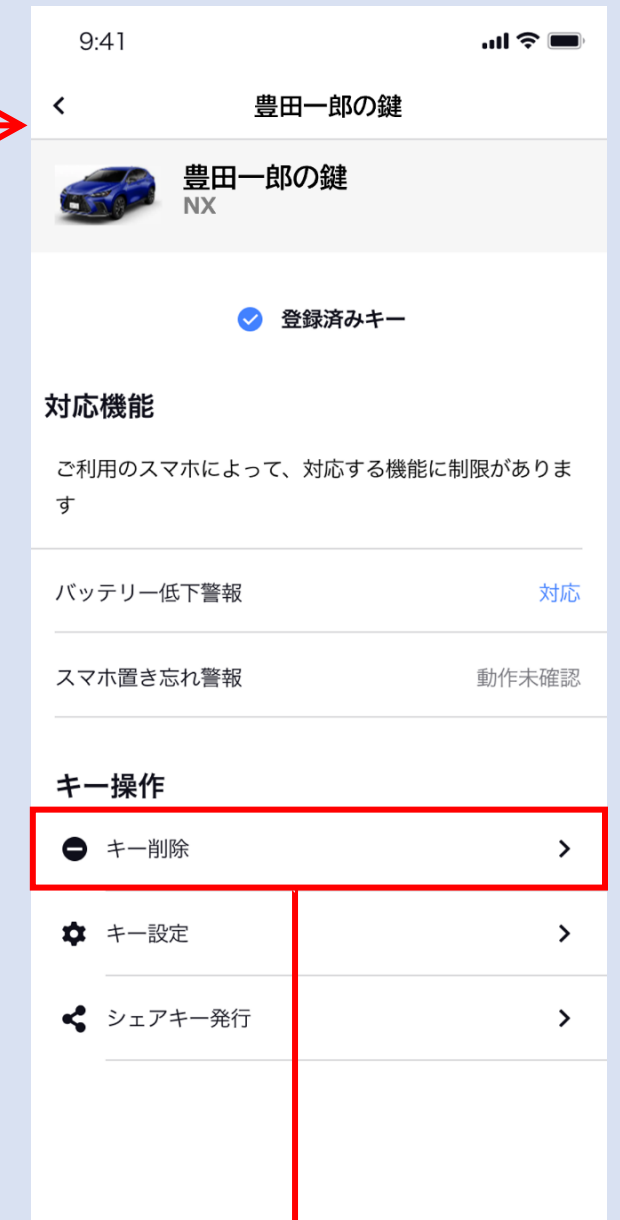 9:41
豊田一郎の鍵
豊田一郎の鍵
NX
登録済みキー
対応機能
ご利用のスマホによって、対応する機能に制限がありま
す
バッテリー低下警報 対応
スマホ置き忘れ警報 動作未確認
キー操作
キー削除
キー設定
シェアキー発行